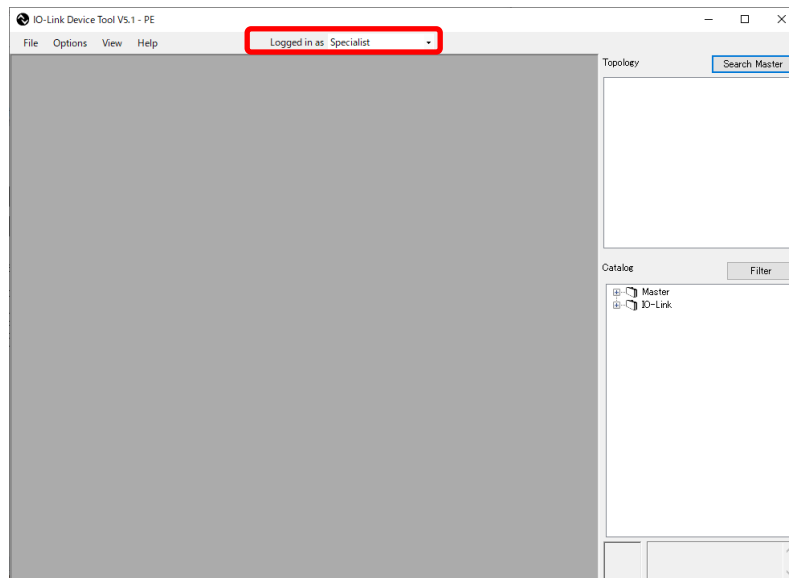 IO-Link Device Tool V5.1 - PE
File Options View Help Logged in as Specialist
Topology Search Master
Catalog Filter
Master
IO-Link